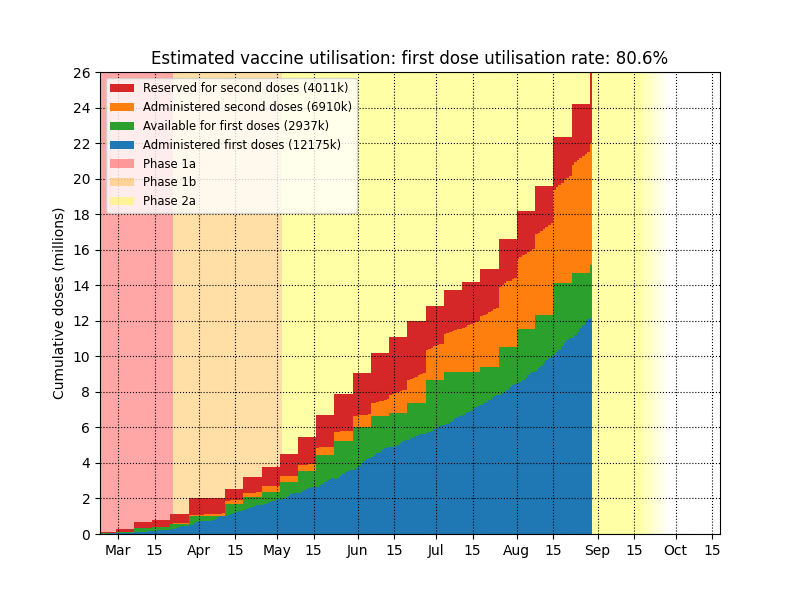 Estimated vaccine utilisation: first dose utilisation rate: 80.6%
Cumulative doses (millions)
26
24
22
20
18
16
14
12
10
8
6
4
2
0
Reserved for second doses (4011k)
Administered second doses (6910k)
Available for first doses (2937k)
Administered first doses (12175k)
Phase 1a
Phase 1b
Phase 2a
Mar 15 Apr 15 May 15 Jun 15 Jul 15 Aug 15 Sep 15 Oct 15